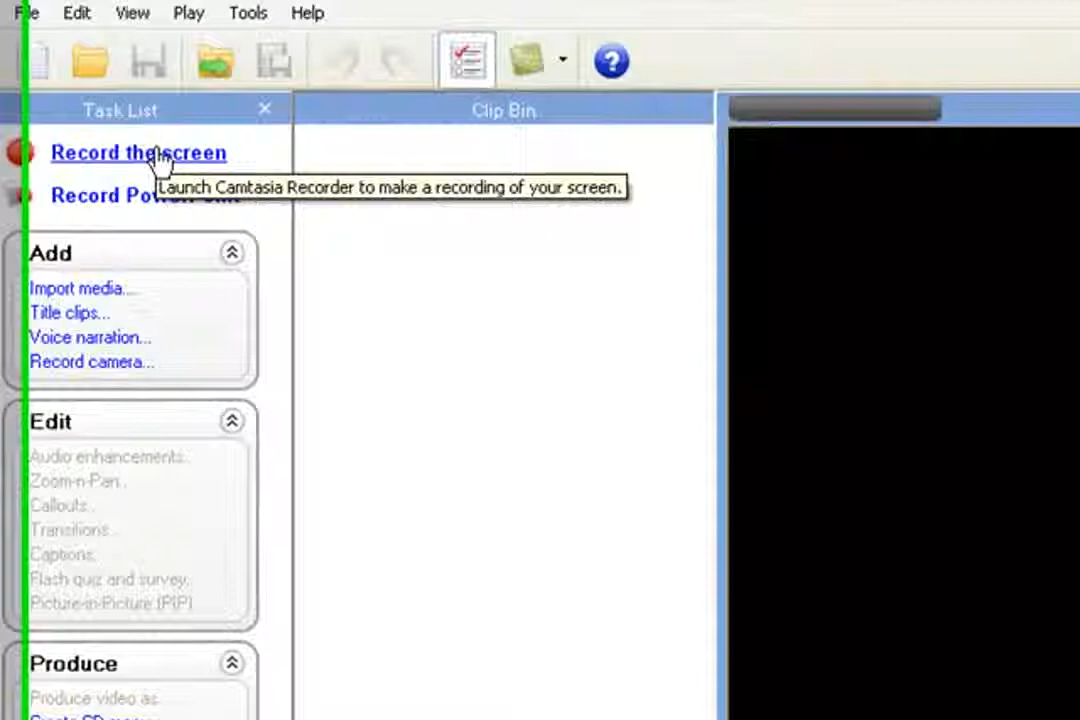 File Edit View Play Tools Help
Task List
Clip Bin
Record the screen
Launch Camtasia Recorder to make a recording of your screen.
Record
Add
Import media...
Title clips...
Voice narration...
Record camera...
Edit
Audio enhancements...
Zoom-n-Pan...
Callouts...
Transitions...
Captions...
Flash quiz and survey...
Picture-in-Picture (PIP)
Produce
Produce video as